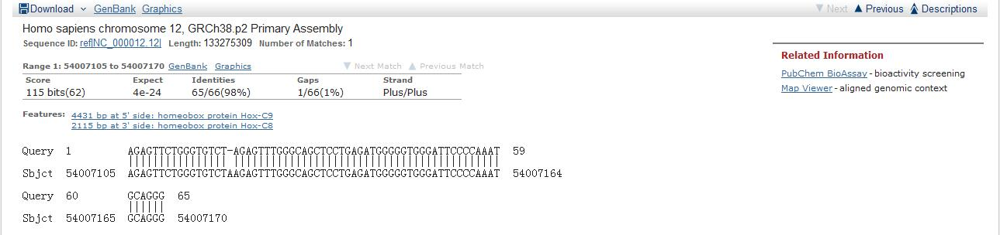 Download GenBank Graphics Next Previous Descriptions
Homo sapiens chromosome 12, GRCh38.p2 Primary Assembly
Sequence ID: ref|NC_000012.12| Length: 133275309 Number of Matches: 1
Related Information
PubChem BioAssay - bioactivity screening
Map Viewer - aligned genomic context
Range 1: 54007105 to 54007170 GenBank Graphics Next Match Previous Match
Score Expect Identities Gaps Strand
115 bits(62) 4e-24 65/66(98%) 1/66(1%) Plus/Plus
Features: 4431 bp at 5' side: homeobox protein Hox-C9
2115 bp at 3' side: homeobox protein Hox-C8
Query 1 AGAGTTCTGGGTGTCT-AGAGTTTGGGCAGCTCCTGAGATGGGGGTGGGATTCCCCAAAT 59
||||||||||||||||&nbsp;|||||||||||||||||||||||||||||||||||||||||||
Sbjct 54007105 AGAGTTCTGGGTGTCTAAGAGTTTGGGCAGCTCCTGAGATGGGGGTGGGATTCCCCAAAT 54007164
Query 60 GCAGGG 65
||||||
Sbjct 54007165 GCAGGG 54007170